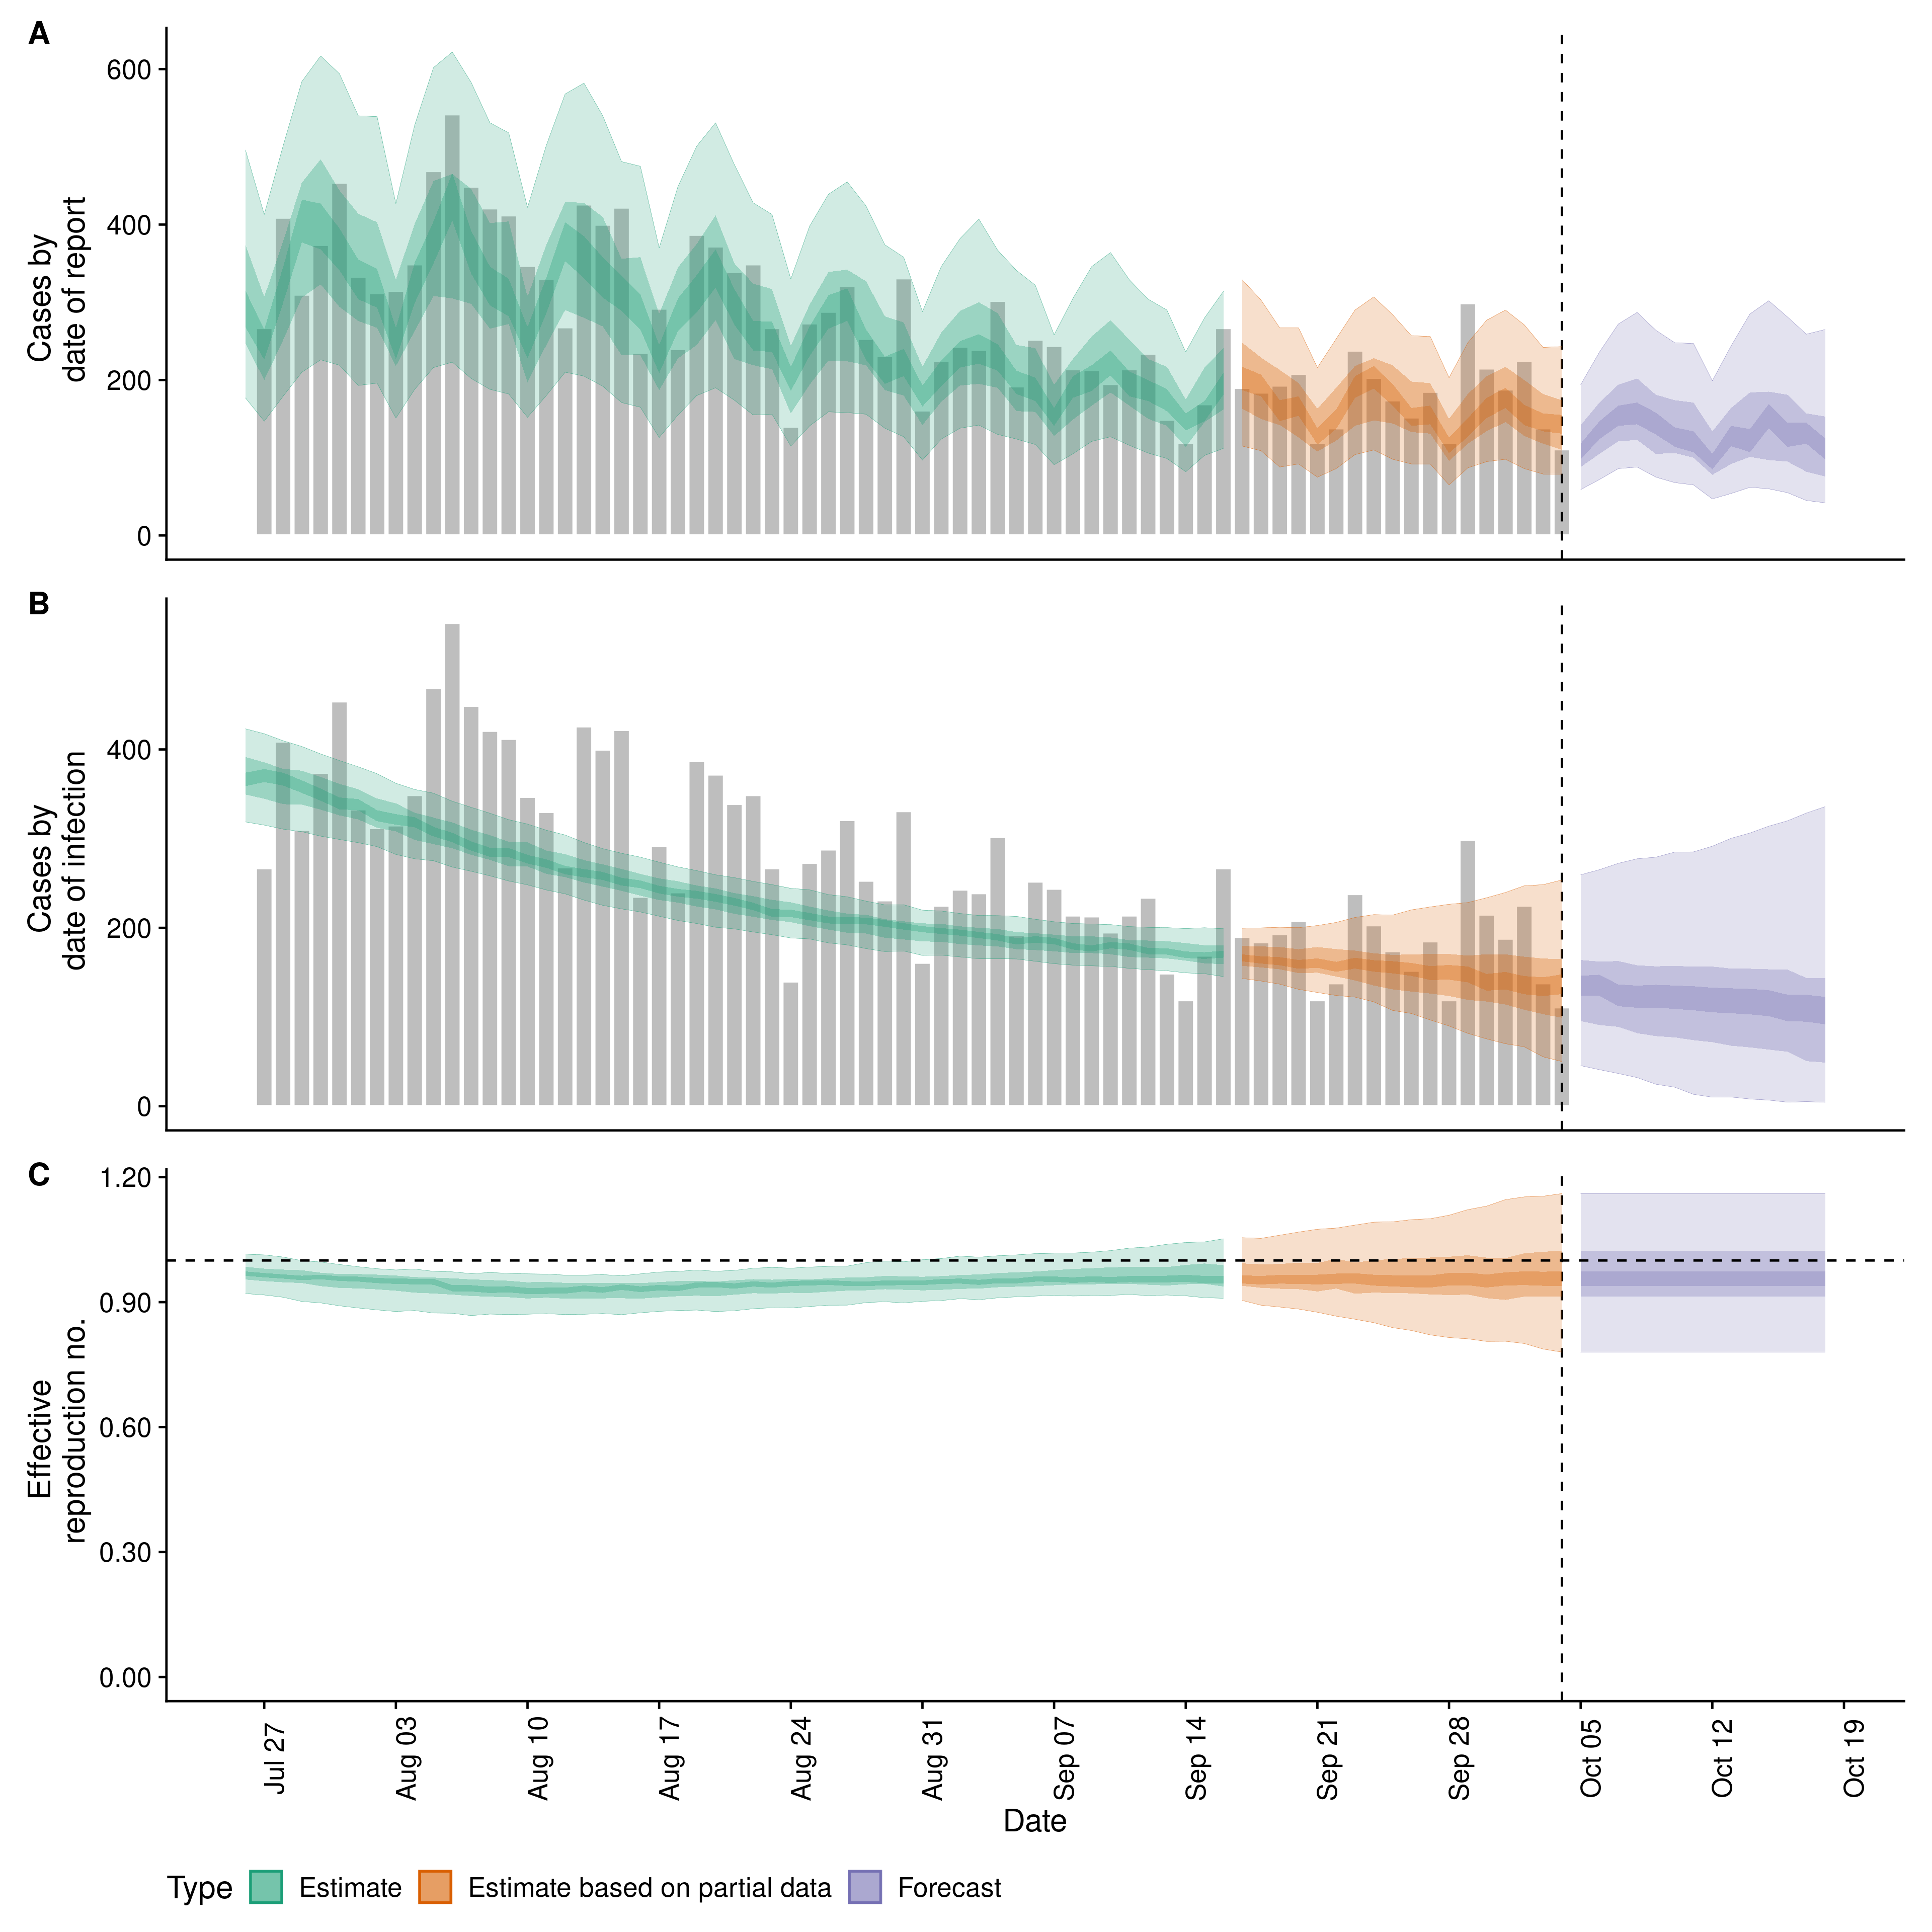 A
600
400
200
0
Cases by
date of report
B
400
200
0
Cases by
date of infection
C
1.20
0.90
0.60
0.30
0.00
Effective
reproduction no.
Jul 27
Aug 03
Aug 10
Aug 17
Aug 24
Aug 31
Sep 07
Sep 14
Sep 21
Sep 28
Oct 05
Oct 12
Oct 19
Date
Type Estimate Estimate based on partial data Forecast